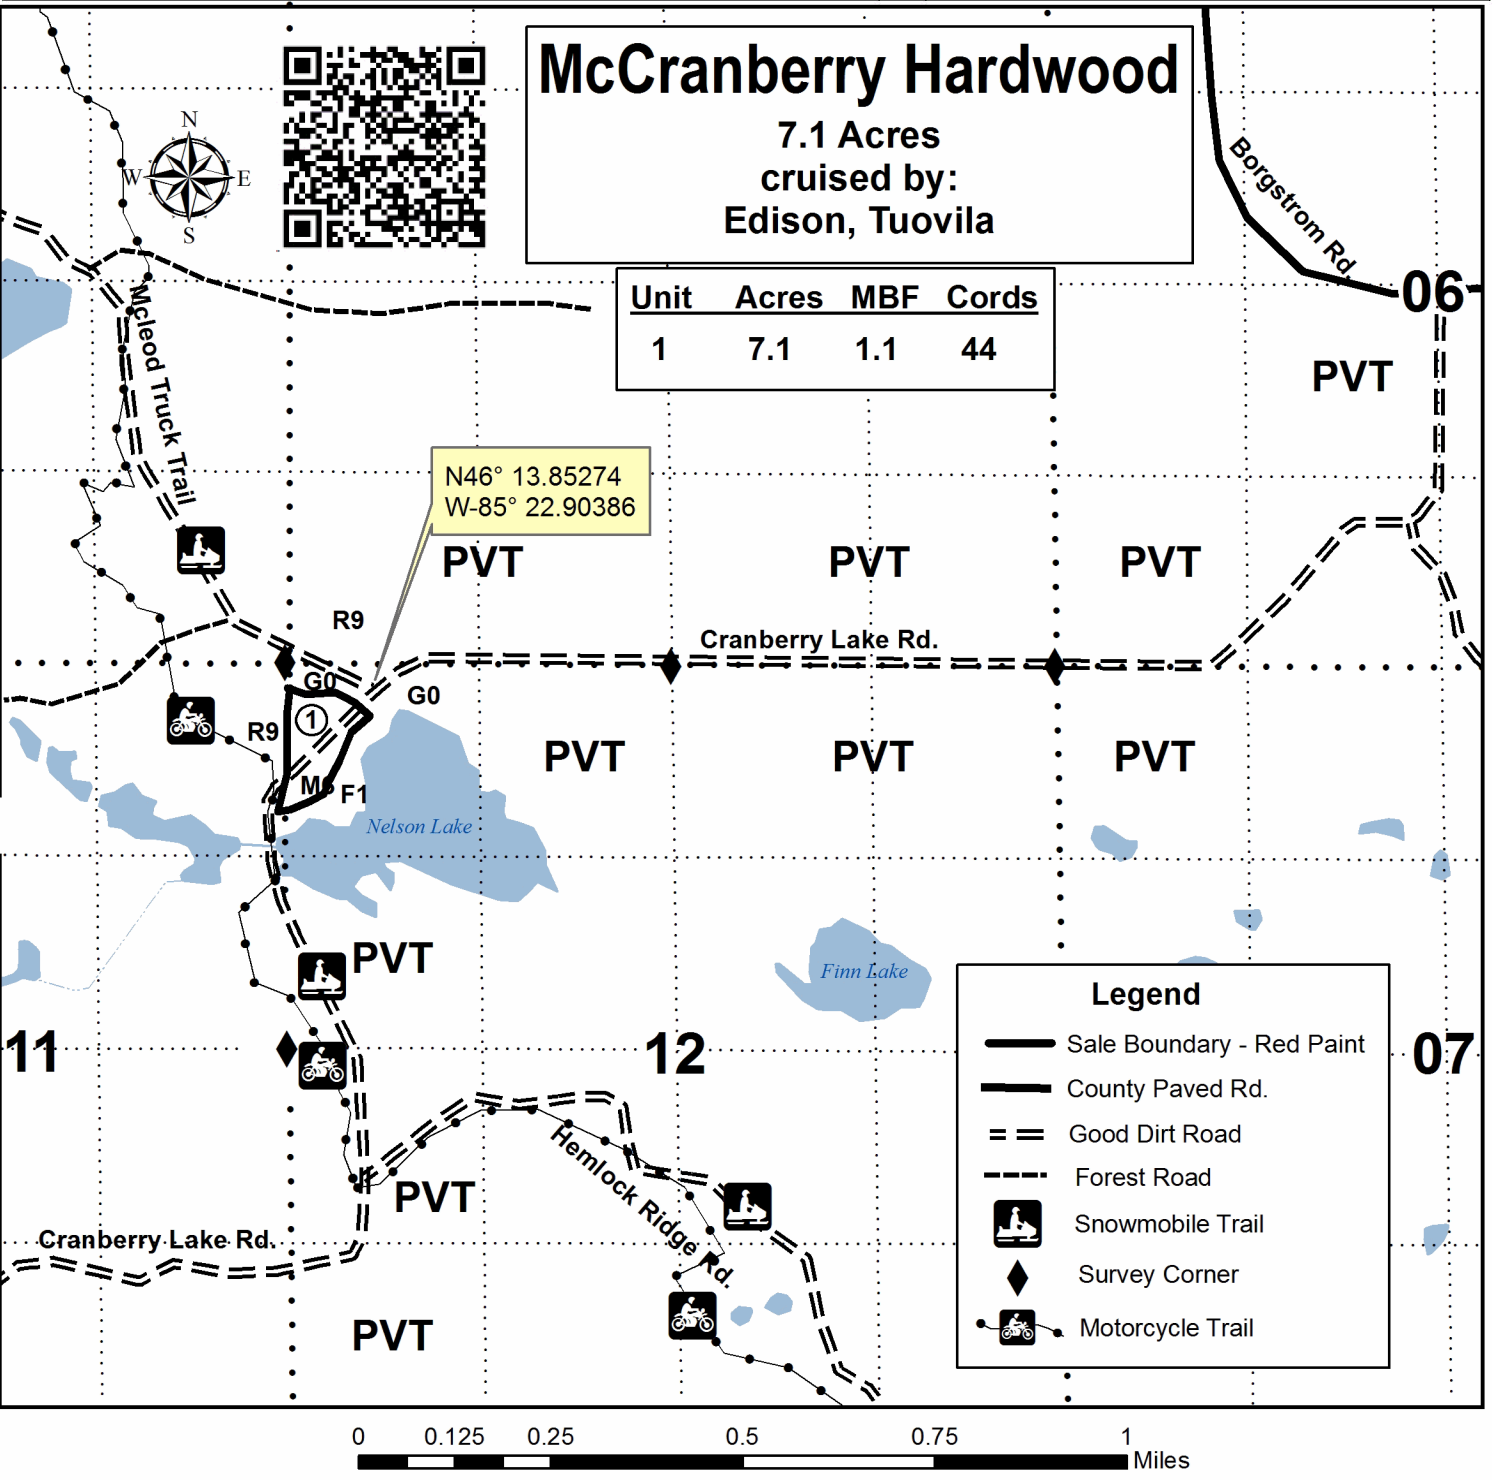 McCranberry Hardwood
7.1 Acres
cruised by:
Edison, Tuovila
N
W E
S
Unit Acres MBF Cords
1 7.1 1.1 44
Borgstrom Rd.
06
PVT
Mcleod Truck Trail
N46° 13.85274
W-85° 22.90386
PVT PVT PVT
R9
Cranberry Lake Rd.
G0 G0
1
R9
PVT PVT PVT
M6 F1
Nelson Lake
PVT
Finn Lake
11 12 07
Hemlock Ridge Rd.
PVT
Cranberry Lake Rd.
PVT
Legend
Sale Boundary - Red Paint
County Paved Rd.
Good Dirt Road
Forest Road
Snowmobile Trail
Survey Corner
Motorcycle Trail
0 0.125 0.25 0.5 0.75 1
Miles